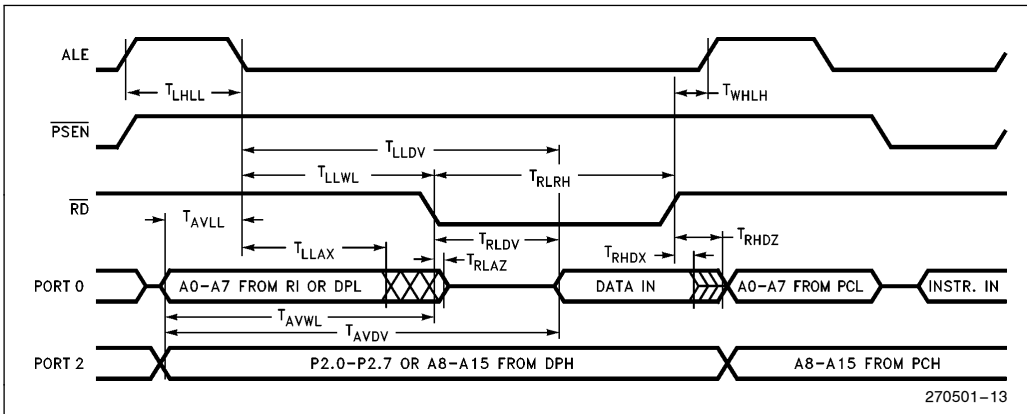 ALE
T_LHLL
T_WHLH
PSEN
T_LLDV
T_LLWL
T_RLRH
RD
T_AVLL
T_RLDV
T_RHDZ
T_LLAX
T_RLAZ
T_RHDX
PORT 0
A0–A7 FROM RI OR DPL
DATA IN
A0–A7 FROM PCL
INSTR. IN
T_AVWL
T_AVDV
PORT 2
P2.0–P2.7 OR A8–A15 FROM DPH
A8–A15 FROM PCH
270501–13